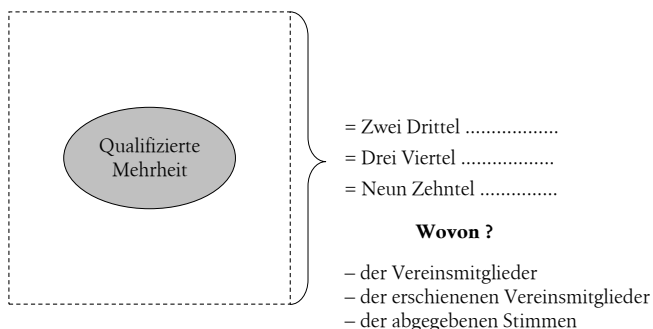 Qualifizierte
Mehrheit
= Zwei Drittel ..................
= Drei Viertel ..................
= Neun Zehntel ...............
Wovon ?
– der Vereinsmitglieder
– der erschienenen Vereinsmitglieder
– der abgegebenen Stimmen